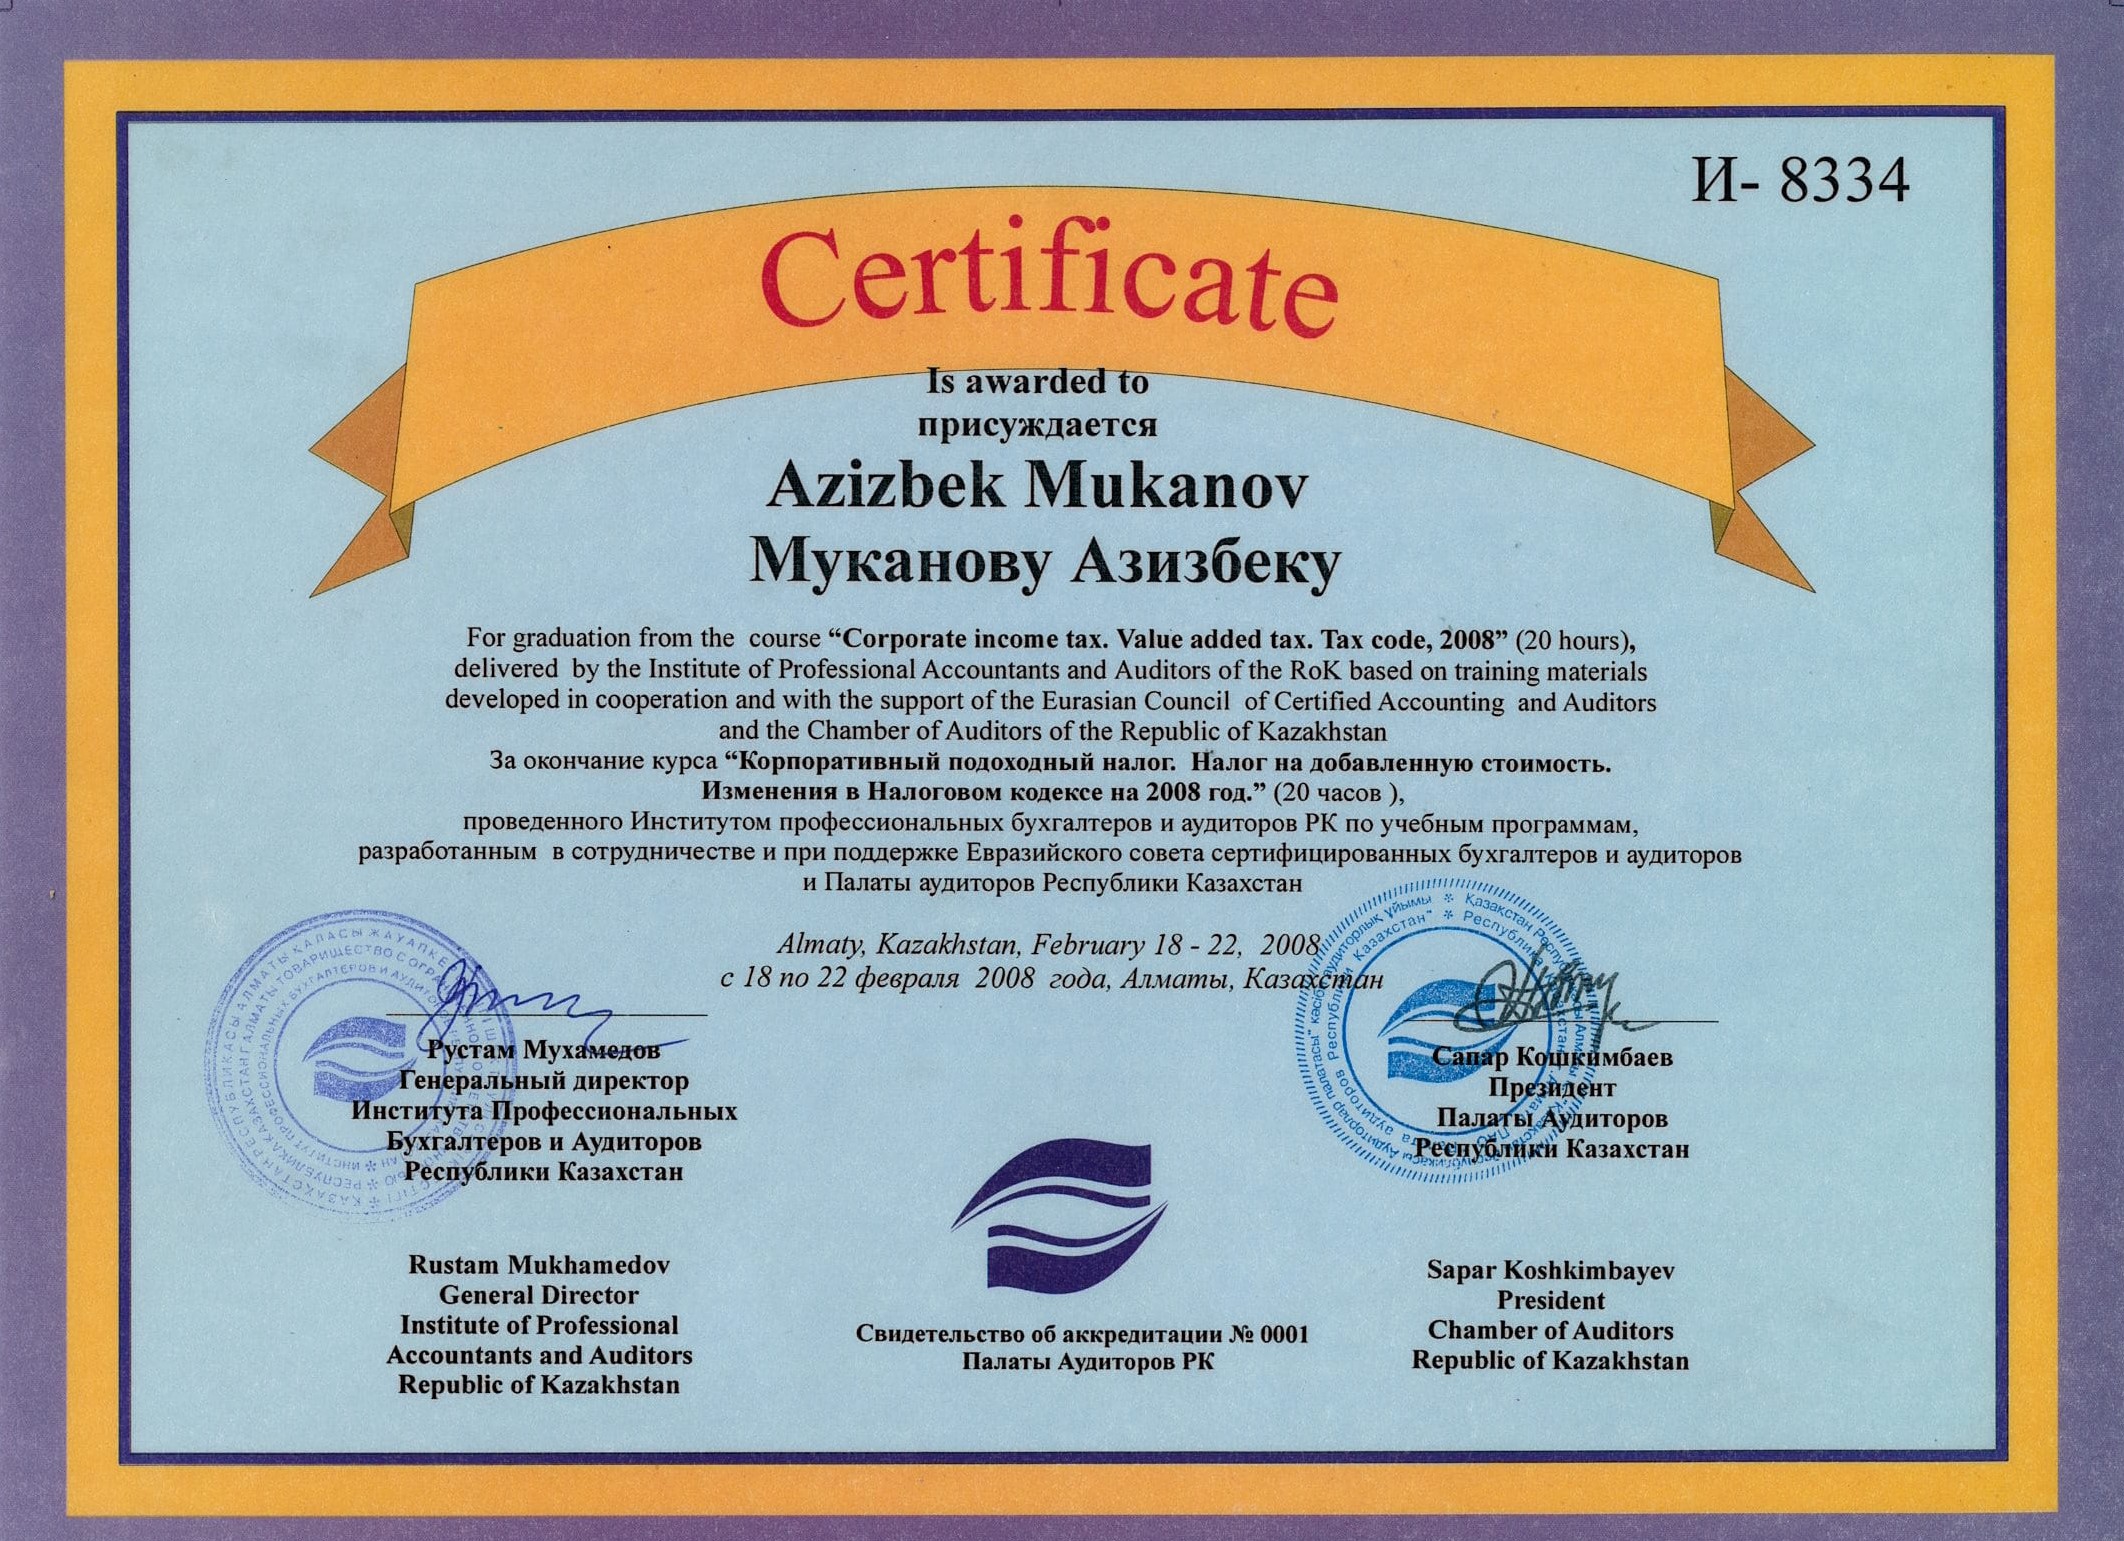 И- 8334
Certificate
Is awarded to
присуждается
Azizbek Mukanov
Муканову Азизбеку
For graduation from the course “Corporate income tax. Value added tax. Tax code, 2008” (20 hours),
delivered by the Institute of Professional Accountants and Auditors of the RoK based on training materials
developed in cooperation and with the support of the Eurasian Council of Certified Accounting and Auditors
and the Chamber of Auditors of the Republic of Kazakhstan
За окончание курса “Корпоративный подоходный налог. Налог на добавленную стоимость.
Изменения в Налоговом кодексе на 2008 год.” (20 часов ),
проведенного Институтом профессиональных бухгалтеров и аудиторов РК по учебным программам,
разработанным в сотрудничестве и при поддержке Евразийского совета сертифицированных бухгалтеров и аудиторов
и Палаты аудиторов Республики Казахстан
Almaty, Kazakhstan, February 18 - 22, 2008
с 18 по 22 февраля 2008 года, Алматы, Казахстан
Рустам Мухамедов
Генеральный директор
Института Профессиональных
Бухгалтеров и Аудиторов
Республики Казахстан
Сапар Кошкимбаев
Президент
Палаты Аудиторов
Республики Казахстан
Rustam Mukhamedov
General Director
Institute of Professional
Accountants and Auditors
Republic of Kazakhstan
Свидетельство об аккредитации № 0001
Палаты Аудиторов РК
Sapar Koshkimbayev
President
Chamber of Auditors
Republic of Kazakhstan